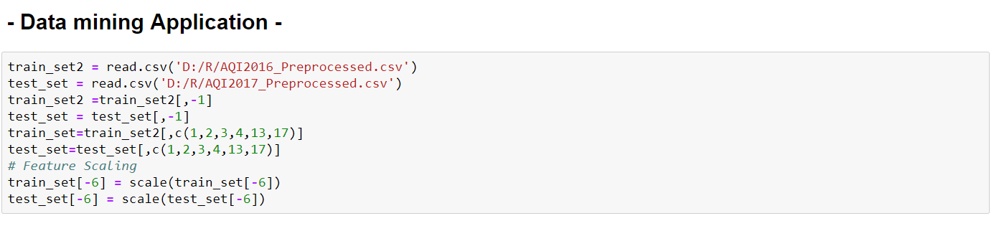 - Data mining Application -
train_set2 = read.csv('D:/R/AQI2016_Preprocessed.csv')
test_set = read.csv('D:/R/AQI2017_Preprocessed.csv')
train_set2 =train_set2[,-1]
test_set = test_set[,-1]
train_set=train_set2[,c(1,2,3,4,13,17)]
test_set=test_set[,c(1,2,3,4,13,17)]
# Feature Scaling
train_set[-6] = scale(train_set[-6])
test_set[-6] = scale(test_set[-6])